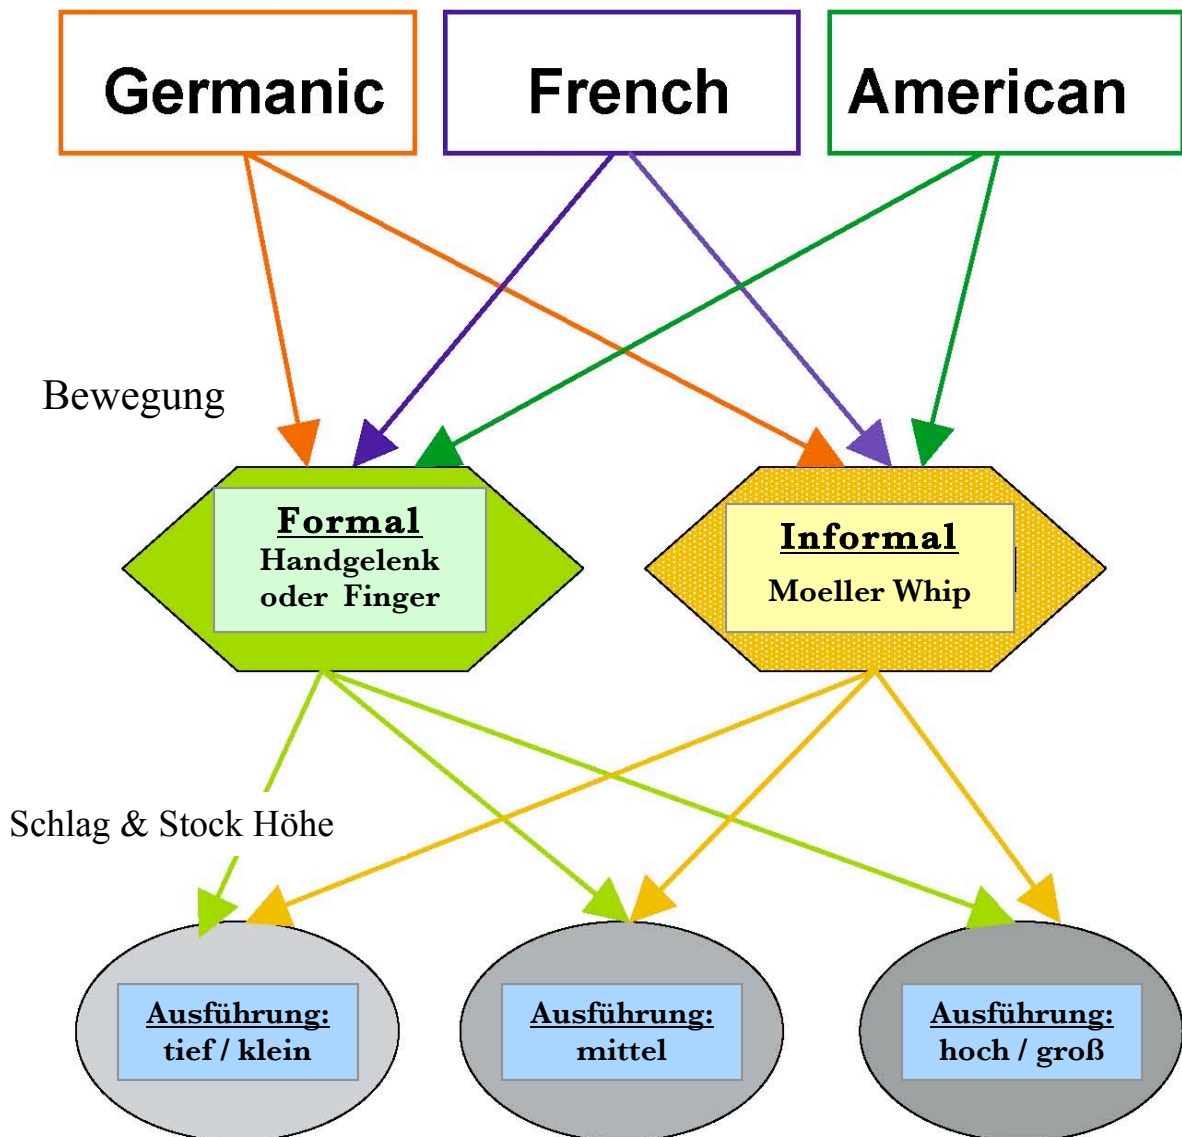 Germanic
French
American
Bewegung
Formal
Handgelenk
oder Finger
Informal
Moeller Whip
Schlag & Stock Höhe
Ausführung:
tief / klein
Ausführung:
mittel
Ausführung:
hoch / groß